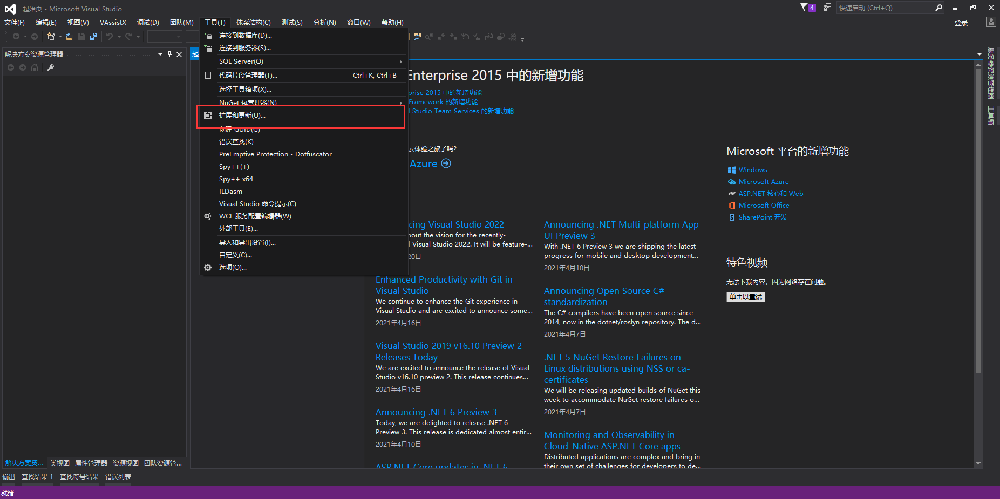 起始页 - Microsoft Visual Studio
4
快速启动 (Ctrl+Q)
文件(F) 编辑(E) 视图(V) VAssistX 调试(D) 团队(M) 工具(T) 体系结构(C) 测试(S) 分析(N) 窗口(W) 帮助(H)
登录
解决方案资源管理器
起
连接到数据库(D)...
连接到服务器(S)...
SQL Server(Q)
代码片段管理器(T)... Ctrl+K, Ctrl+B
选择工具箱项(X)...
NuGet 包管理器(N)
扩展和更新(U)...
创建 GUID(G)
错误查找(K)
PreEmptive Protection - Dotfuscator
Spy++(+)
Spy++ x64
ILDasm
Visual Studio 命令提示(C)
WCF 服务配置编辑器(W)
外部工具(E)...
导入和导出设置(I)...
自定义(C)...
选项(O)...
Enterprise 2015 中的新增功能
prise 2015 中的新增功能
Framework 的新增功能
l Studio Team Services 的新增功能
云体验之旅了吗?
Azure
cing Visual Studio 2022
out the vision for the recently-
Visual Studio 2022. It will be feature-...
20日
Enhanced Productivity with Git in
Visual Studio
We continue to enhance the Git experience in
Visual Studio and are excited to announce some...
2021年4月16日
Visual Studio 2019 v16.10 Preview 2
Releases Today
We are excited to announce the release of Visual
Studio v16.10 preview 2. This release continues...
2021年4月16日
Announcing .NET 6 Preview 3
Today, we are delighted to release .NET 6
Preview 3. This release is dedicated almost entir...
2021年4月10日
ASP.NET Core updates in .NET 6
Announcing .NET Multi-platform App
UI Preview 3
With .NET 6 Preview 3 we are shipping the latest
progress for mobile and desktop development...
2021年4月10日
Announcing Open Source C#
standardization
The C# compilers have been open source since
2014, now in the dotnet/roslyn repository. The d...
2021年4月7日
.NET 5 NuGet Restore Failures on
Linux distributions using NSS or ca-
certificates
We will be releasing updated builds of NuGet this
week to accommodate NuGet restore failures o...
2021年4月7日
Monitoring and Observability in
Cloud-Native ASP.NET Core apps
Distributed applications are complex and bring in
their own set of challenges for developers to de...
Microsoft 平台的新增功能
Windows
Microsoft Azure
ASP.NET 核心和 Web
Microsoft Office
SharePoint 开发
特色视频
无法下载内容，因为网络存在问题。
单击以重试
服务器资源管理器
工具箱
解决方案资... 类视图 属性管理器 资源视图 团队资源管...
输出 查找结果 1 查找符号结果 错误列表
就绪